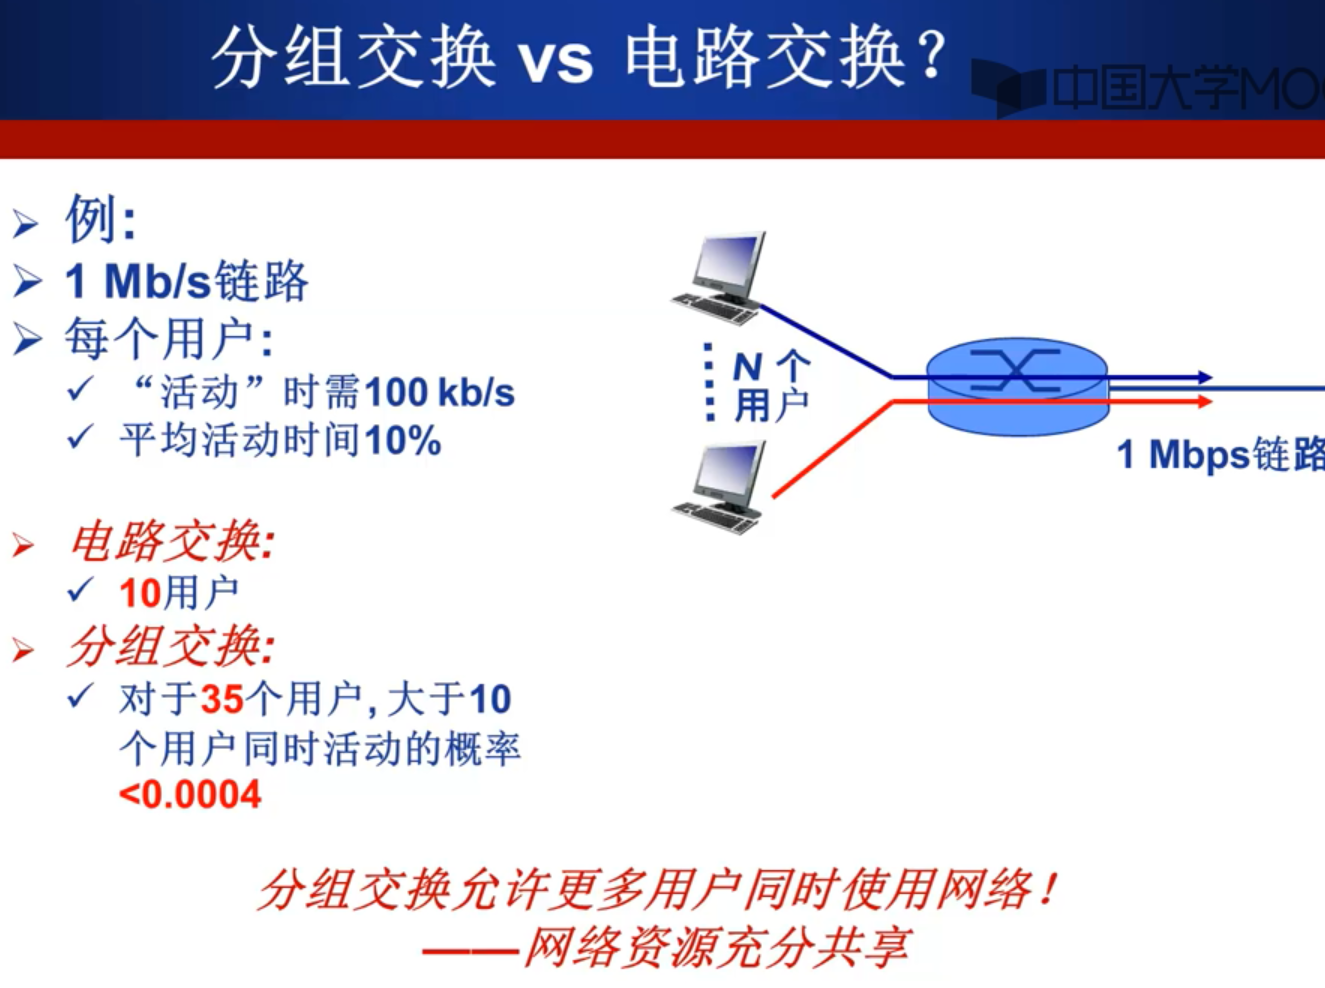 分组交换 vs 电路交换？
中国大学MO
例:
1 Mb/s链路
每个用户:
“活动”时需100 kb/s
平均活动时间10%
N 个
用户
1 Mbps链路
电路交换:
10用户
分组交换:
对于35个用户, 大于10
个用户同时活动的概率
<0.0004
分组交换允许更多用户同时使用网络！
——网络资源充分共享